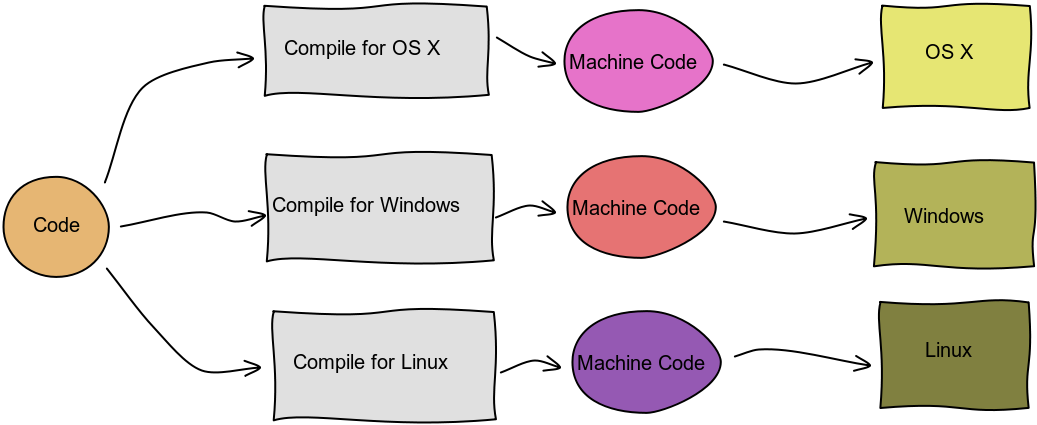 Compile for OS X
Machine Code
OS X
Code
Compile for Windows
Machine Code
Windows
Compile for Linux
Machine Code
Linux